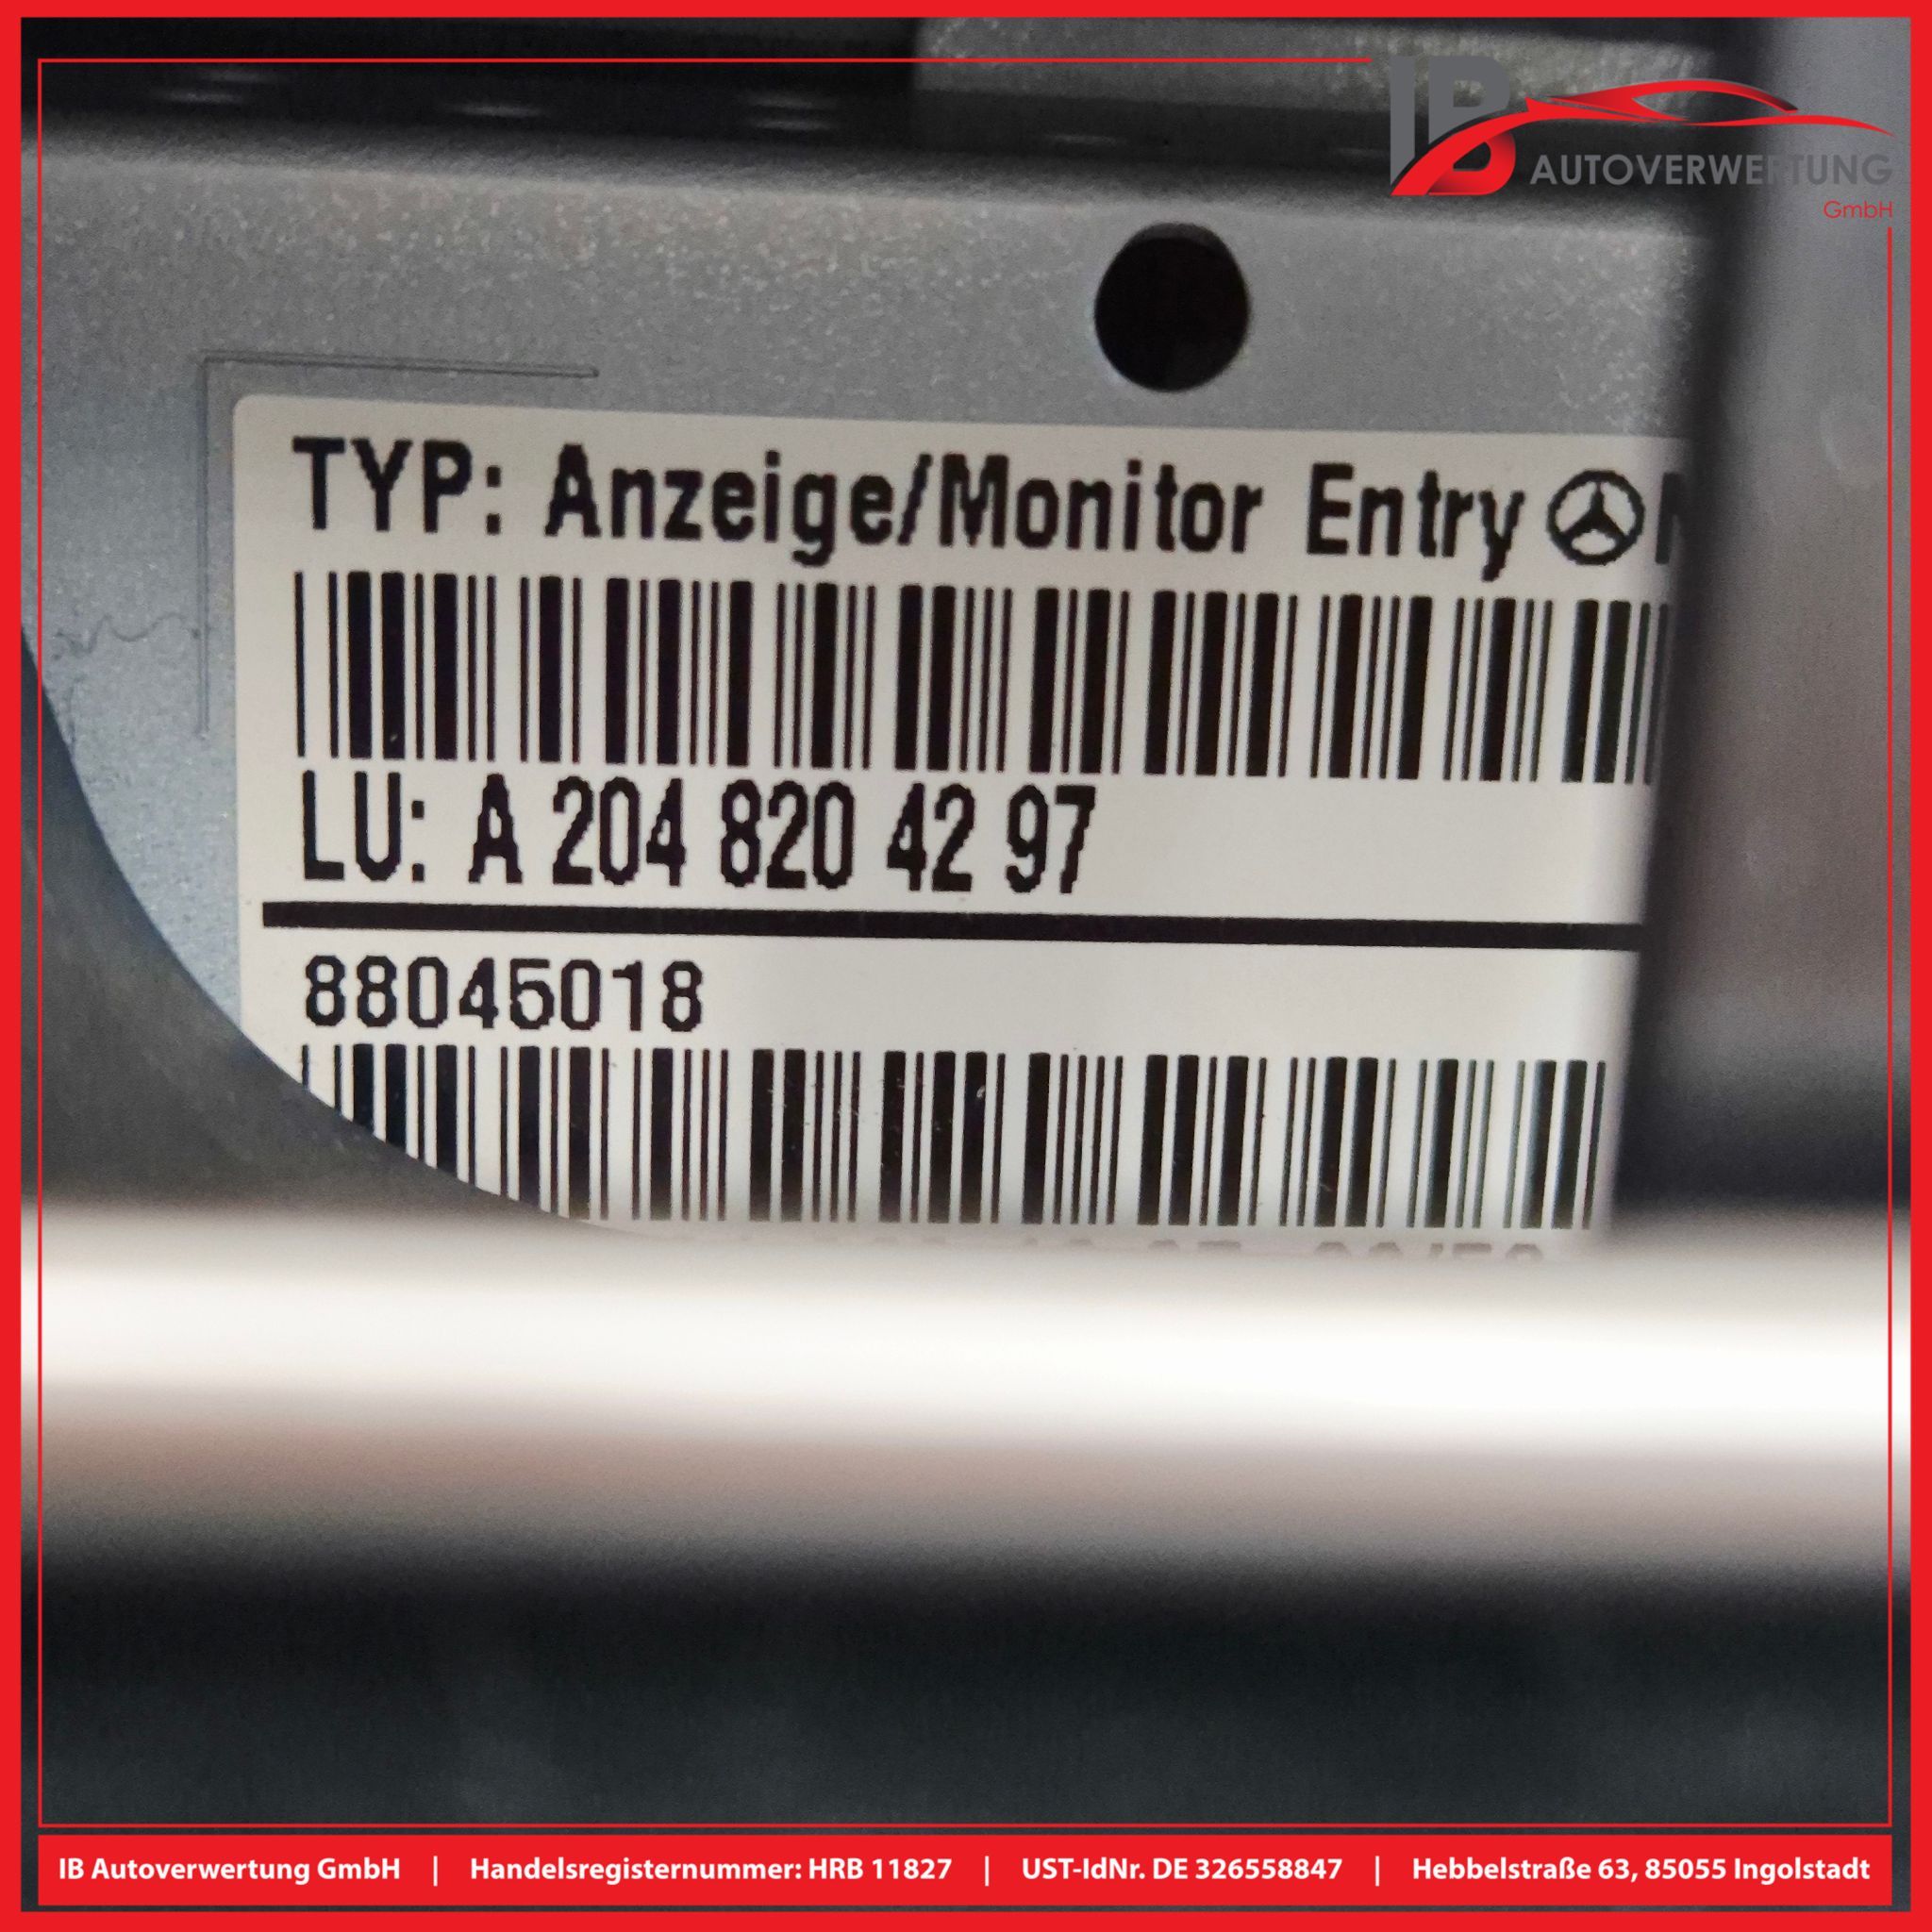 IB
AUTOVERWERTUNG
GmbH
TYP: Anzeige/Monitor Entry
LU: A 204 820 42 97
88045018
IB Autoverwertung GmbH | Handelsregisternummer: HRB 11827 | UST-IdNr. DE 326558847 | Hebbelstraße 63, 85055 Ingolstadt